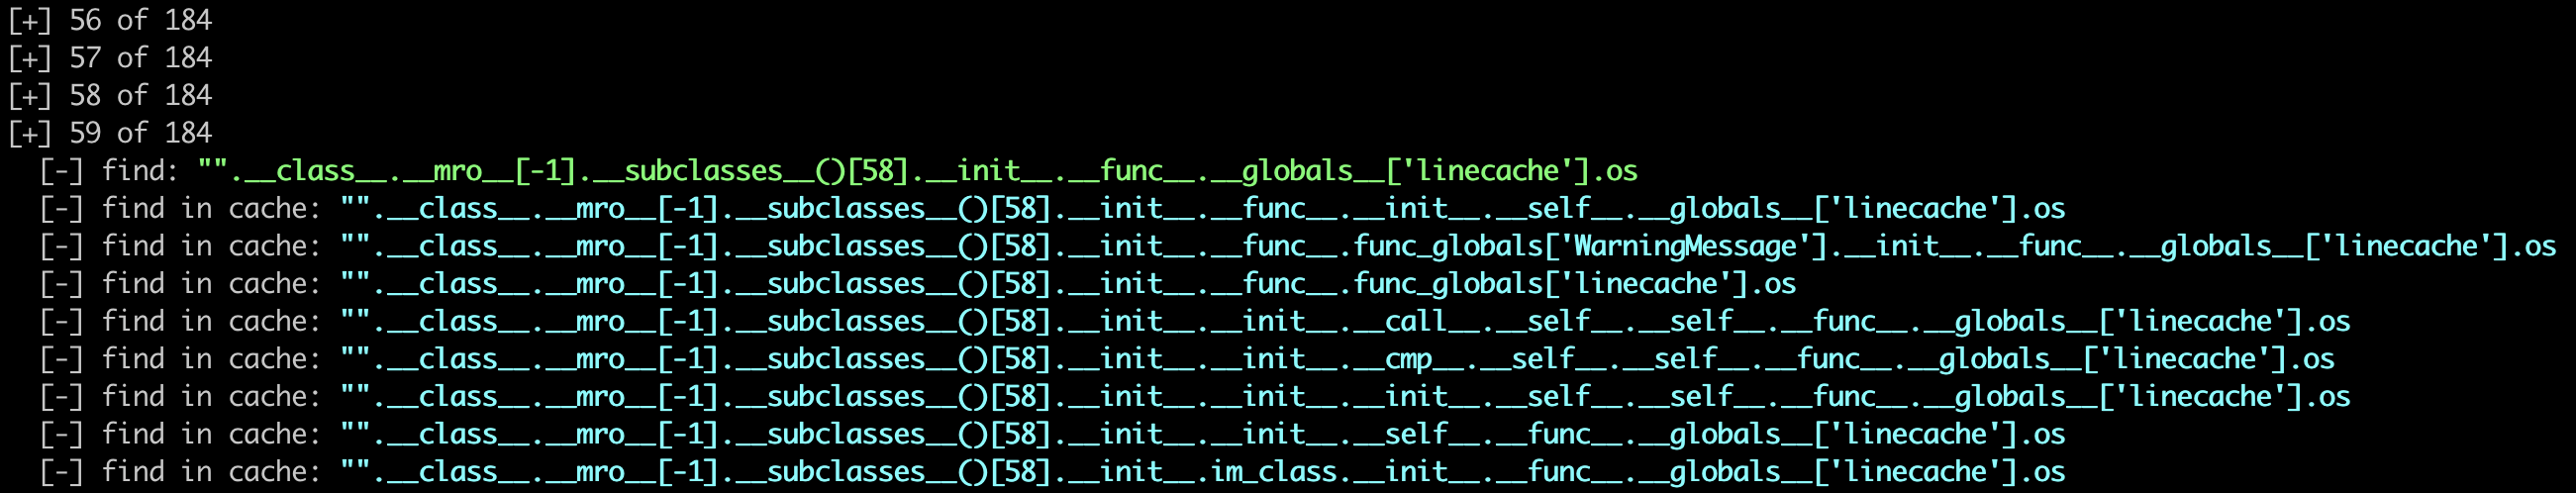 [+] 56 of 184
[+] 57 of 184
[+] 58 of 184
[+] 59 of 184
[-] find: "".__class__.__mro__[-1].__subclasses__()[58].__init__.__func__.__globals__['linecache'].os
[-] find in cache: "".__class__.__mro__[-1].__subclasses__()[58].__init__.__func__.__init__.__self__.__globals__['linecache'].os
[-] find in cache: "".__class__.__mro__[-1].__subclasses__()[58].__init__.__func__.func_globals['WarningMessage'].__init__.__func__.__globals__['linecache'].os
[-] find in cache: "".__class__.__mro__[-1].__subclasses__()[58].__init__.__func__.func_globals['linecache'].os
[-] find in cache: "".__class__.__mro__[-1].__subclasses__()[58].__init__.__init__.__call__.__self__.__self__.__func__.__globals__['linecache'].os
[-] find in cache: "".__class__.__mro__[-1].__subclasses__()[58].__init__.__init__.__cmp__.__self__.__self__.__func__.__globals__['linecache'].os
[-] find in cache: "".__class__.__mro__[-1].__subclasses__()[58].__init__.__init__.__init__.__self__.__self__.__func__.__globals__['linecache'].os
[-] find in cache: "".__class__.__mro__[-1].__subclasses__()[58].__init__.__init__.__self__.__func__.__globals__['linecache'].os
[-] find in cache: "".__class__.__mro__[-1].__subclasses__()[58].__init__.im_class.__init__.__func__.__globals__['linecache'].os